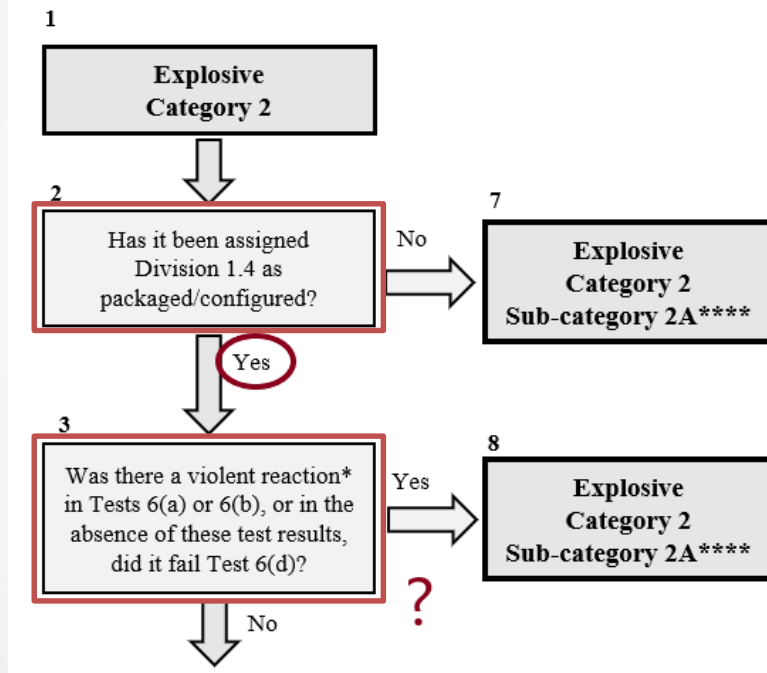 1
Explosive
Category 2
2
Has it been assigned
Division 1.4 as
packaged/configured?
No
7
Explosive
Category 2
Sub-category 2A****
Yes
3
Was there a violent reaction*
in Tests 6(a) or 6(b), or in the
absence of these test results,
did it fail Test 6(d)?
Yes
8
Explosive
Category 2
Sub-category 2A****
?
No